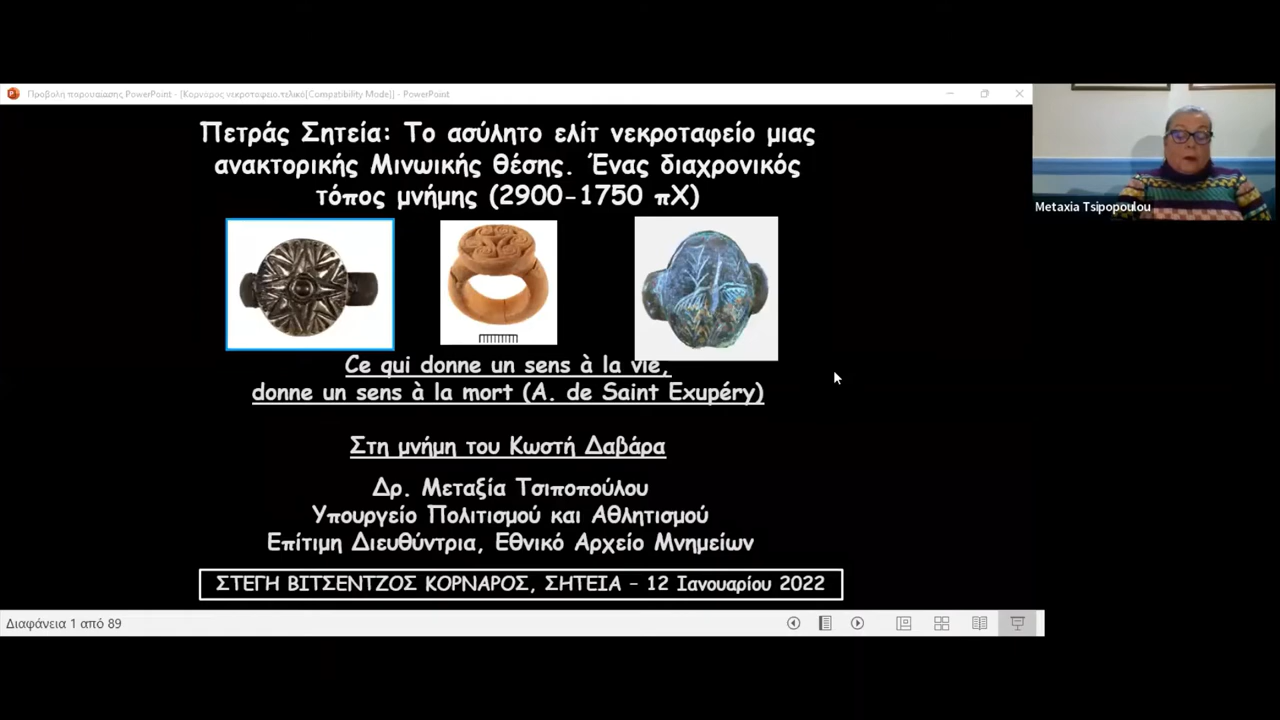 Προβολή παρουσίασης PowerPoint - [Κορναρος νεκροταφειο.τελικό[Compatibility Mode]] - PowerPoint
Πετράς Σητεία: Το ασύλητο ελίτ νεκροταφείο μιας
ανακτορικής Μινωικής θέσης. Ένας διαχρονικός
τόπος μνήμης (2900-1750 πΧ)
Metaxia Tsipopoulou
Ce qui donne un sens à la vie,
donne un sens à la mort (A. de Saint Exupéry)
Στη μνήμη του Κωστή Δαβάρα
Δρ. Μεταξία Τσιποπούλου
Υπουργείο Πολιτισμού και Αθλητισμού
Επίτιμη Διευθύντρια, Εθνικό Αρχείο Μνημείων
ΣΤΕΓΗ ΒΙΤΣΕΝΤΖΟΣ ΚΟΡΝΑΡΟΣ, ΣΗΤΕΙΑ - 12 Ιανουαρίου 2022
Διαφάνεια 1 από 89